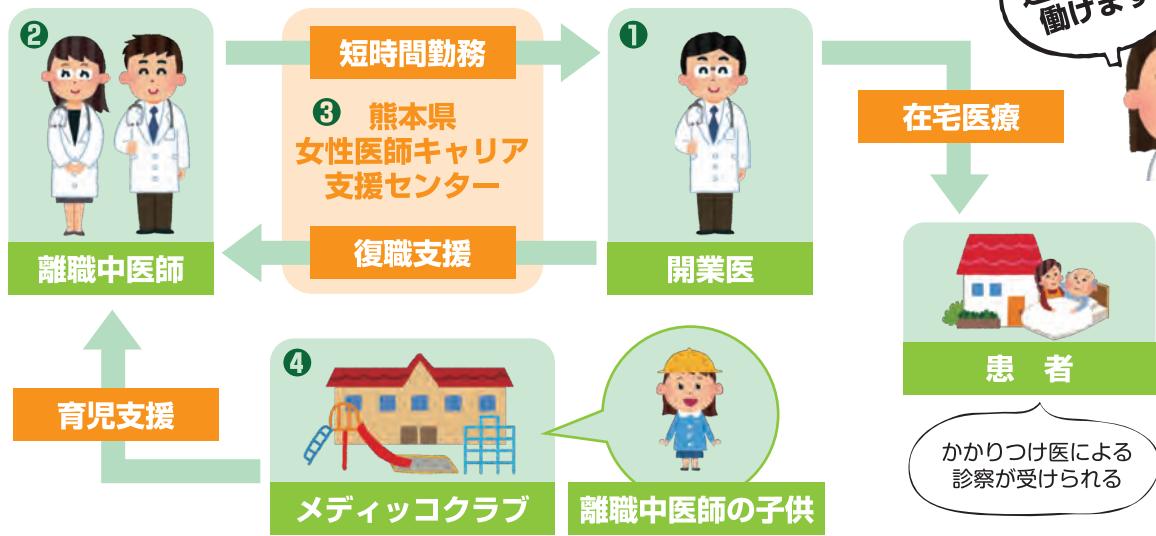 ❷
短時間勤務
❸ 熊本県
女性医師キャリア
支援センター
復職支援
離職中医師
❶
開業医
働けます
在宅医療
患 者
かかりつけ医による
診察が受けられる
育児支援
❹
メディッコクラブ
離職中医師の子供